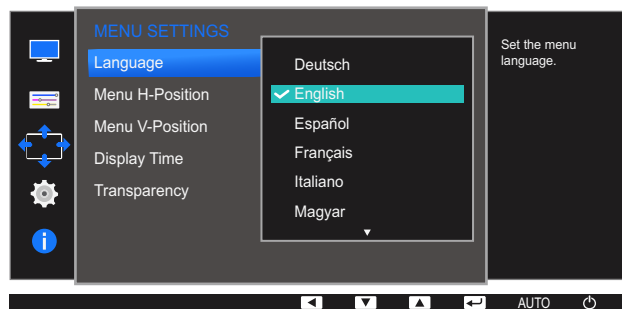 MENU SETTINGS
Language
Menu H-Position
Menu V-Position
Display Time
Transparency
Deutsch
English
Español
Français
Italiano
Magyar
Set the menu
language.
i
AUTO